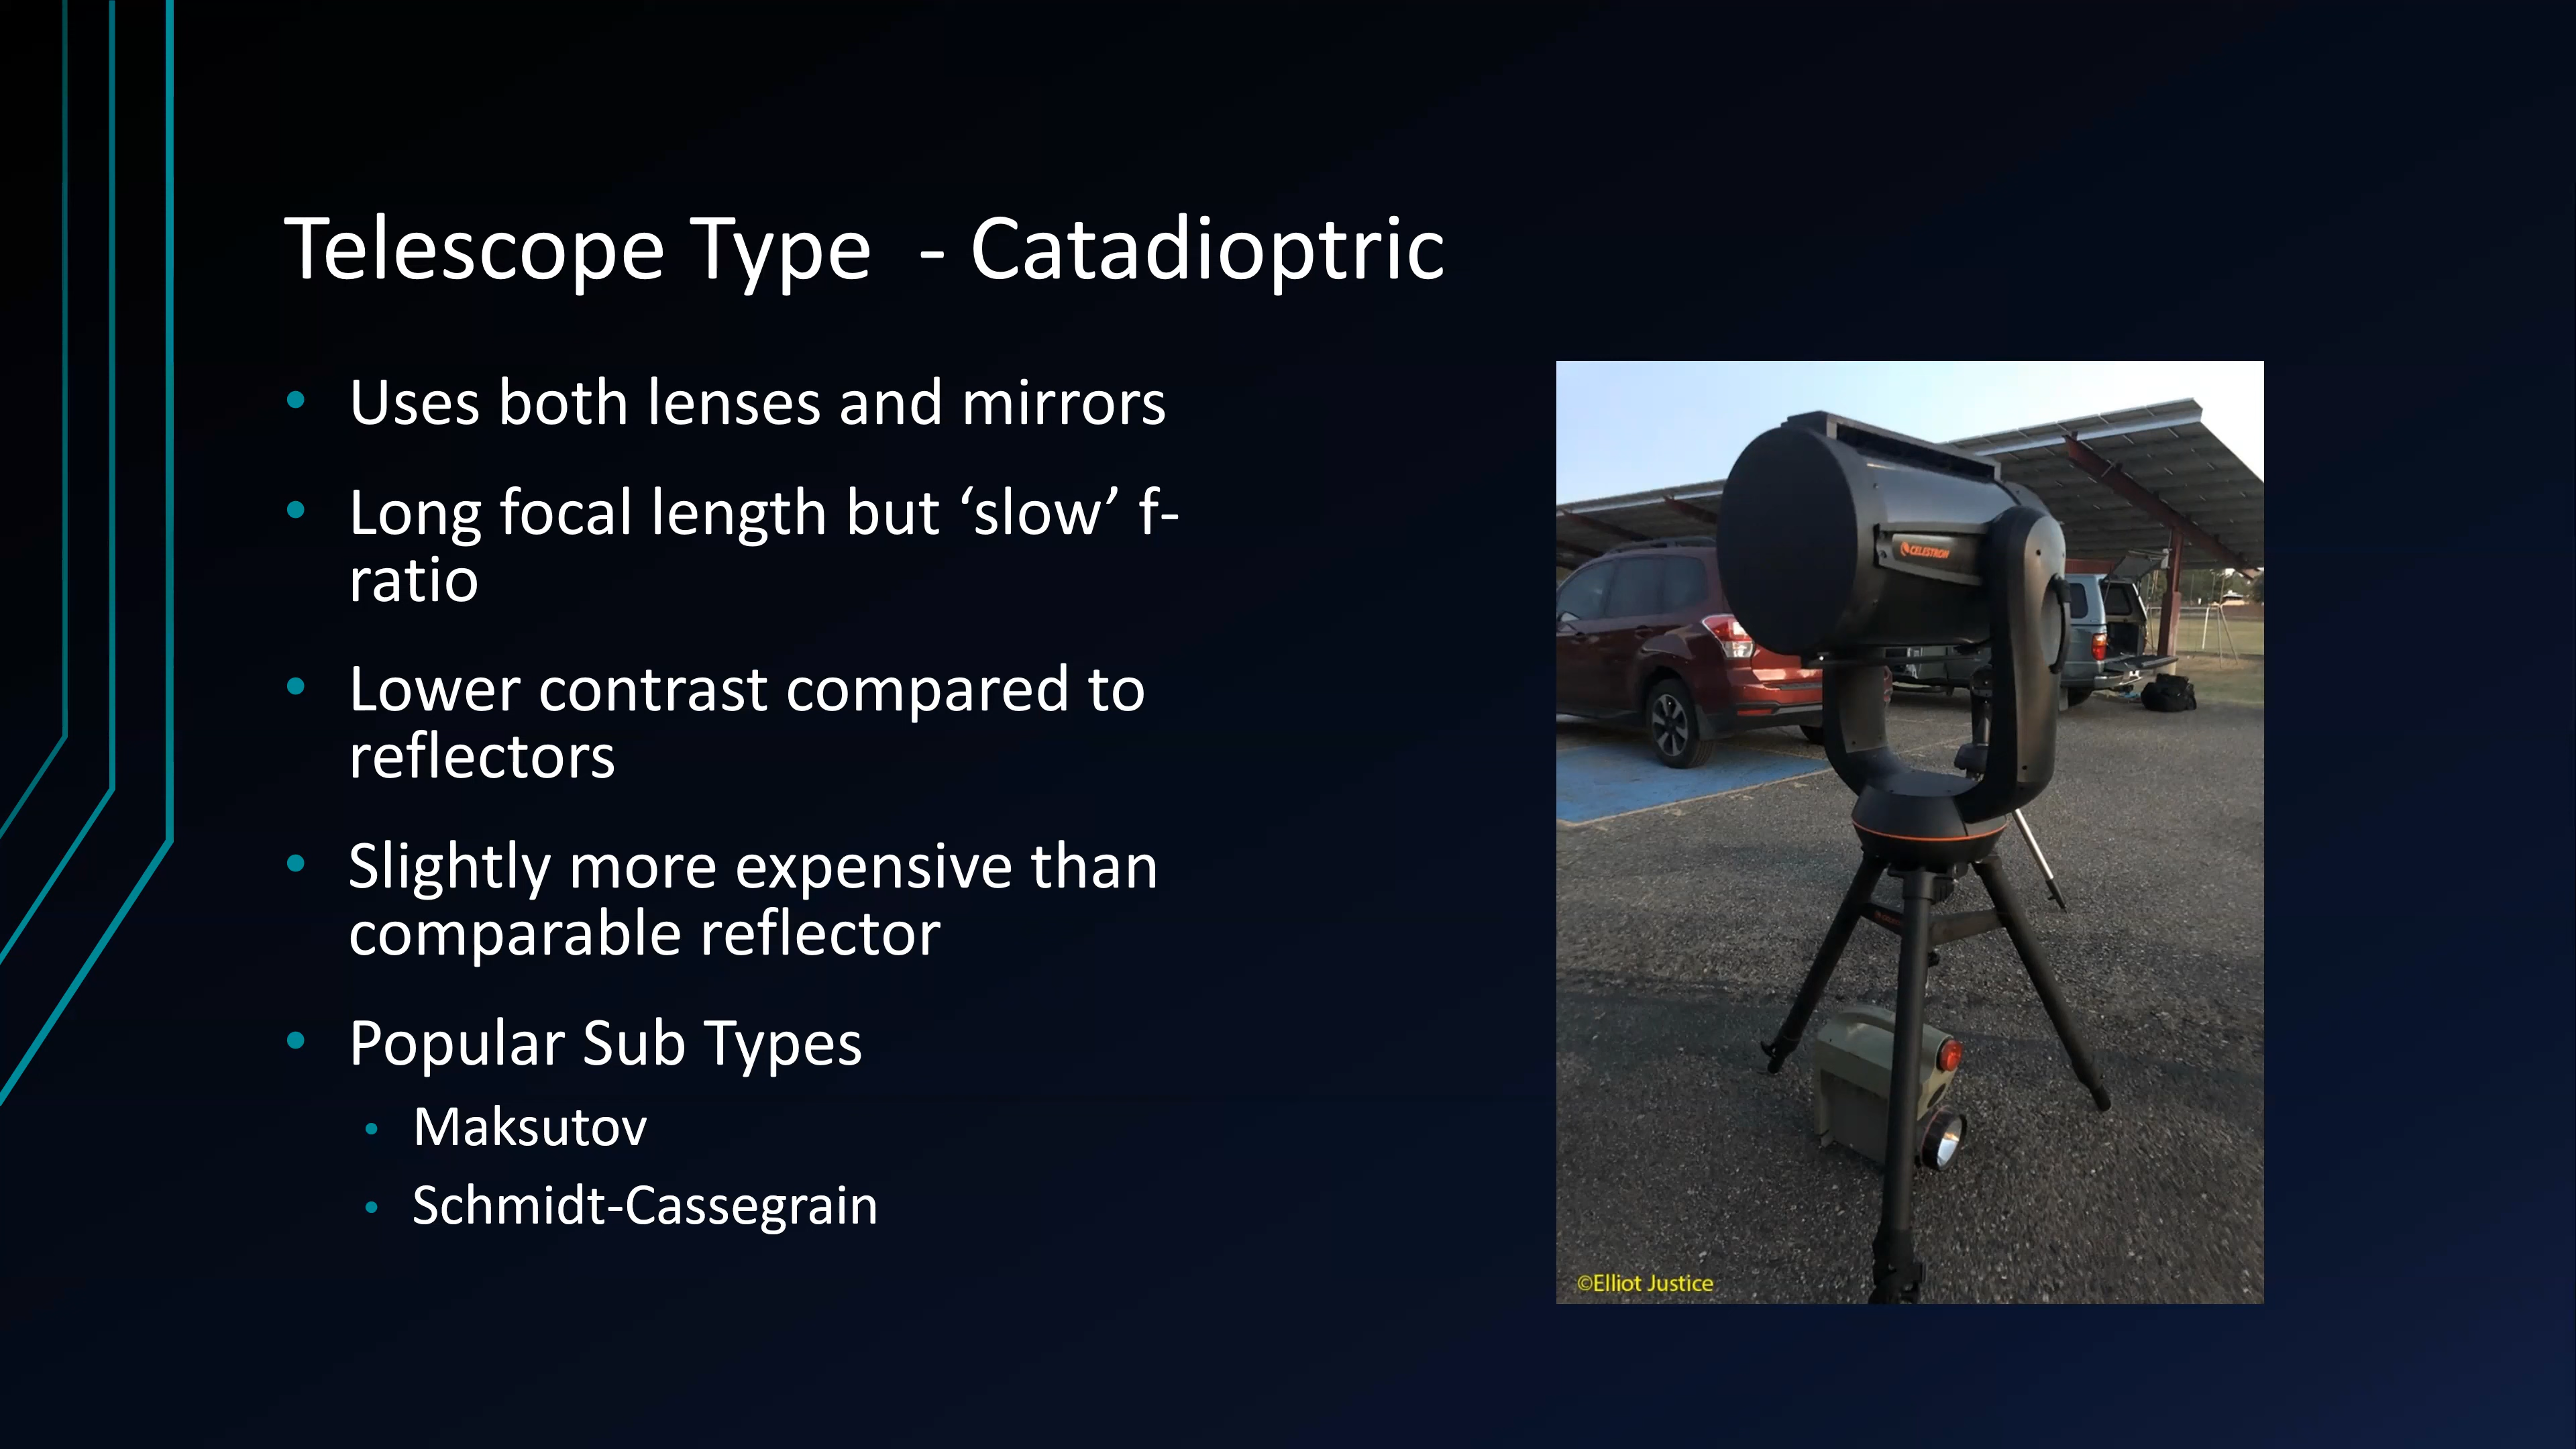 Telescope Type  - Catadioptric
• Uses both lenses and mirrors
• Long focal length but ‘slow’ f-
ratio
• Lower contrast compared to
reflectors
• Slightly more expensive than
comparable reflector
• Popular Sub Types
• Maksutov
• Schmidt-Cassegrain
CELESTRON
©Elliot Justice